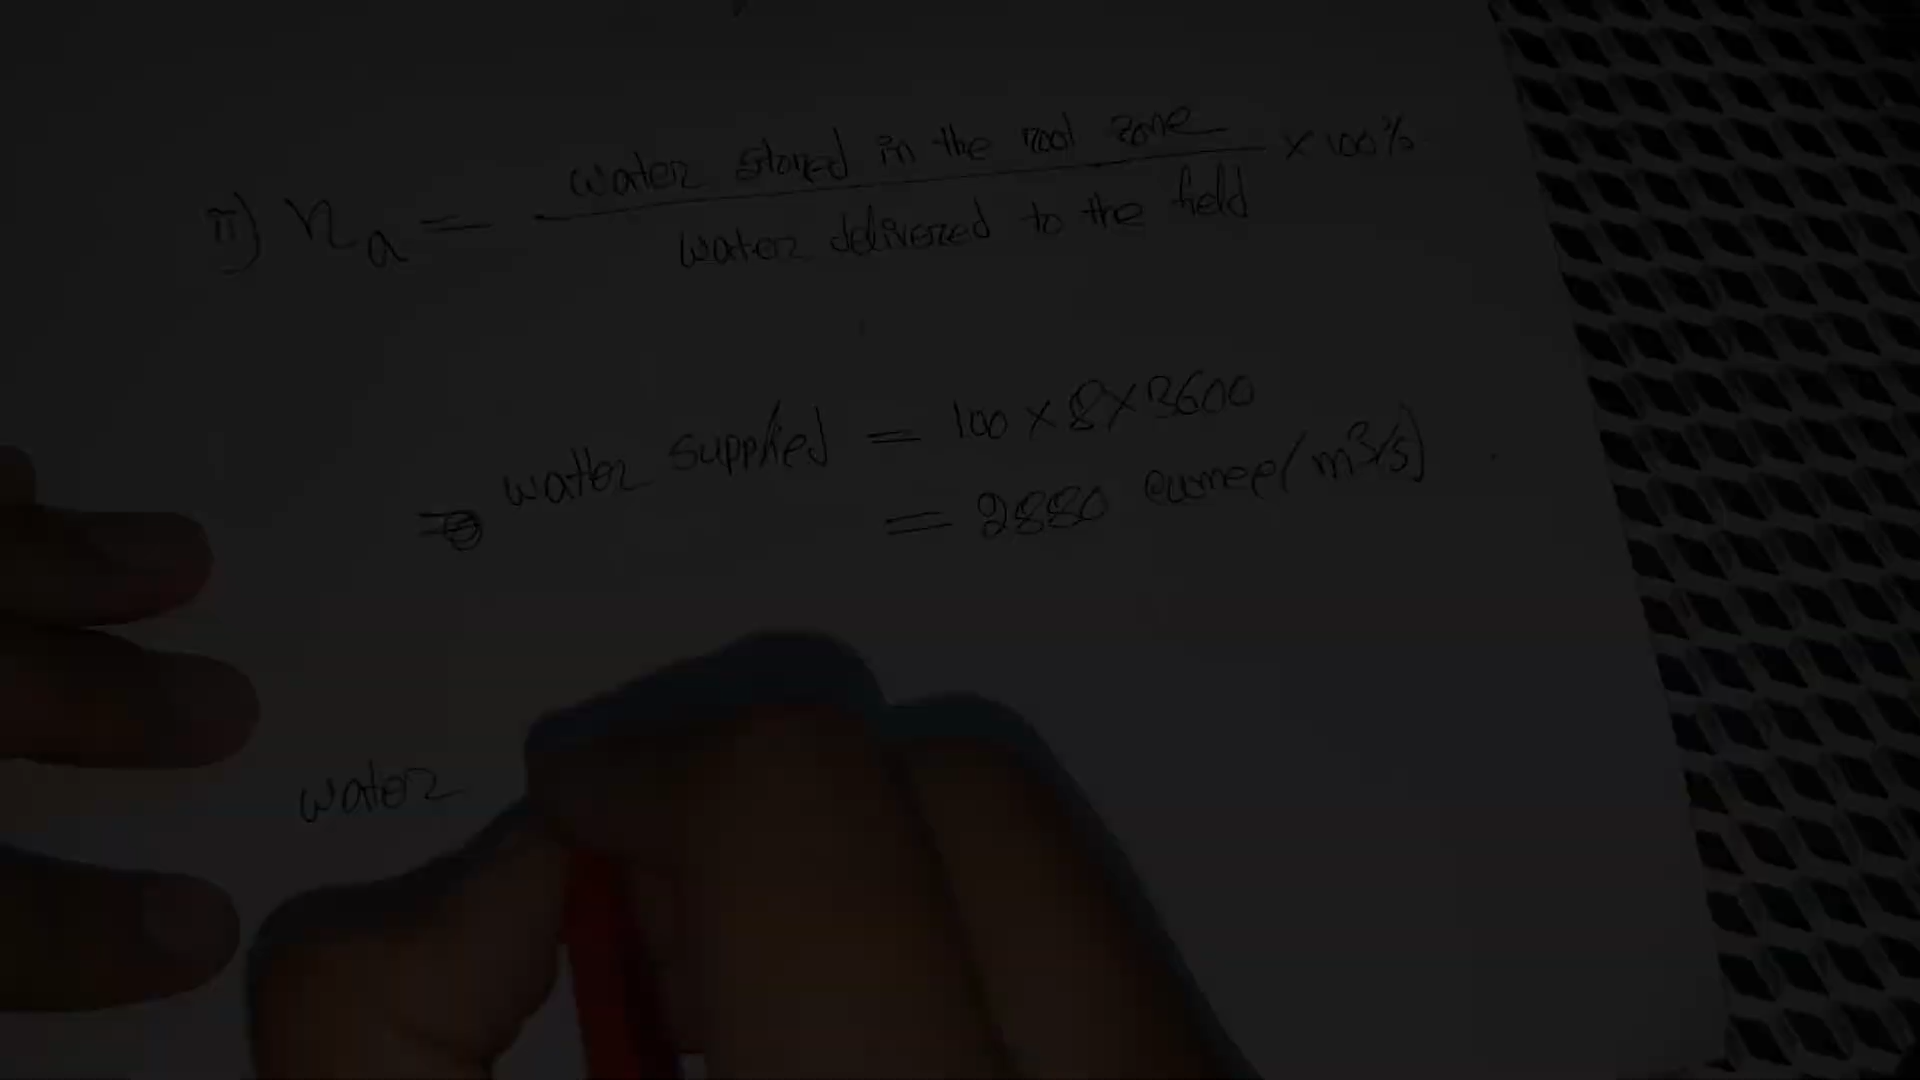 ii) η_a = water stored in the root zone / water delivered to the field × 100%
water supplied = 100 × 8 × 3600
= 2880 cumec (m³/s)
water